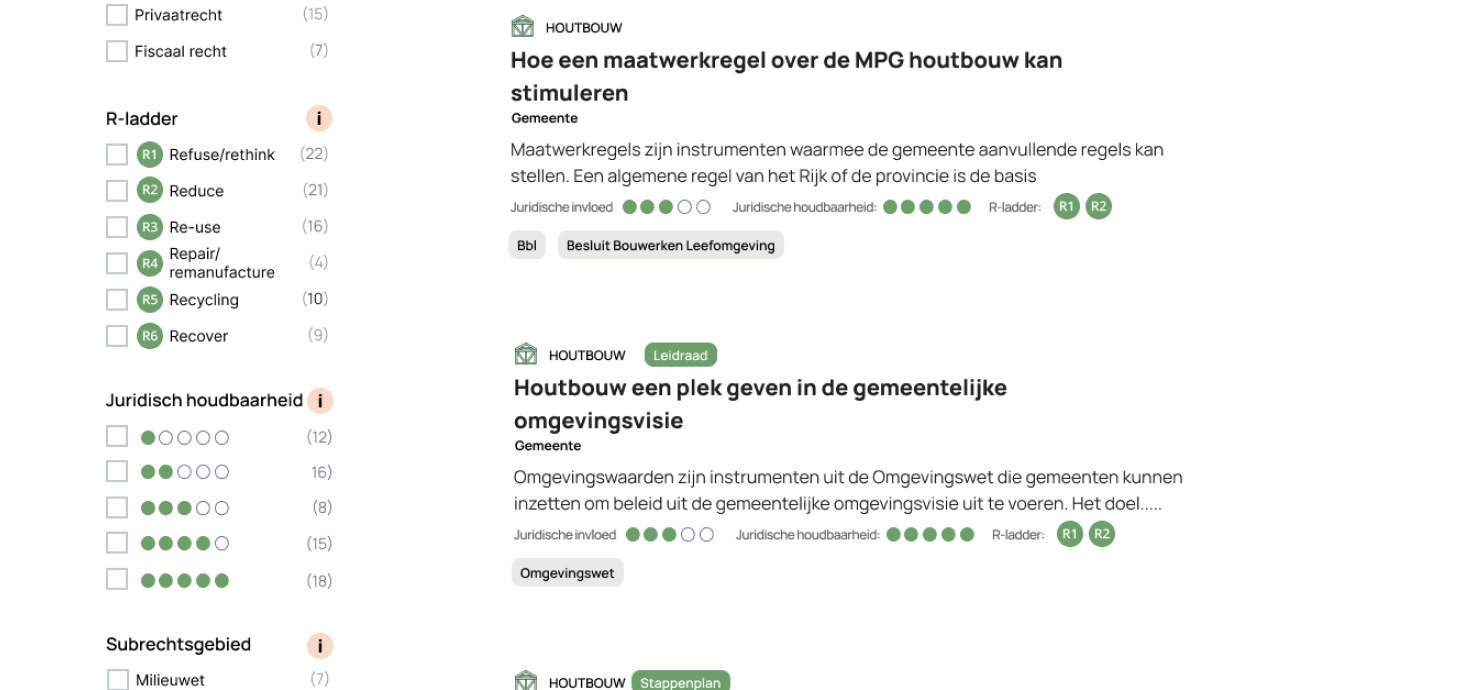 Privaatrecht (15)
Fiscaal recht (7)
R-ladder i
R1 Refuse/rethink (22)
R2 Reduce (21)
R3 Re-use (16)
R4 Repair/
remanufacture (4)
R5 Recycling (10)
R6 Recover (9)
Juridisch houdbaarheid i
(12)
16)
(8)
(15)
(18)
Subrechtsgebied i
Milieuwet (7)
HOUTBOUW
Hoe een maatwerkregel over de MPG houtbouw kan
stimuleren
Gemeente
Maatwerkregels zijn instrumenten waarmee de gemeente aanvullende regels kan
stellen. Een algemene regel van het Rijk of de provincie is de basis
Juridische invloed Juridische houdbaarheid: R-ladder: R1 R2
Bbl Besluit Bouwerken Leefomgeving
HOUTBOUW Leidraad
Houtbouw een plek geven in de gemeentelijke
omgevingsvisie
Gemeente
Omgevingswaarden zijn instrumenten uit de Omgevingswet die gemeenten kunnen
inzetten om beleid uit de gemeentelijke omgevingsvisie uit te voeren. Het doel.....
Juridische invloed Juridische houdbaarheid: R-ladder: R1 R2
Omgevingswet
HOUTBOUW Stappenplan